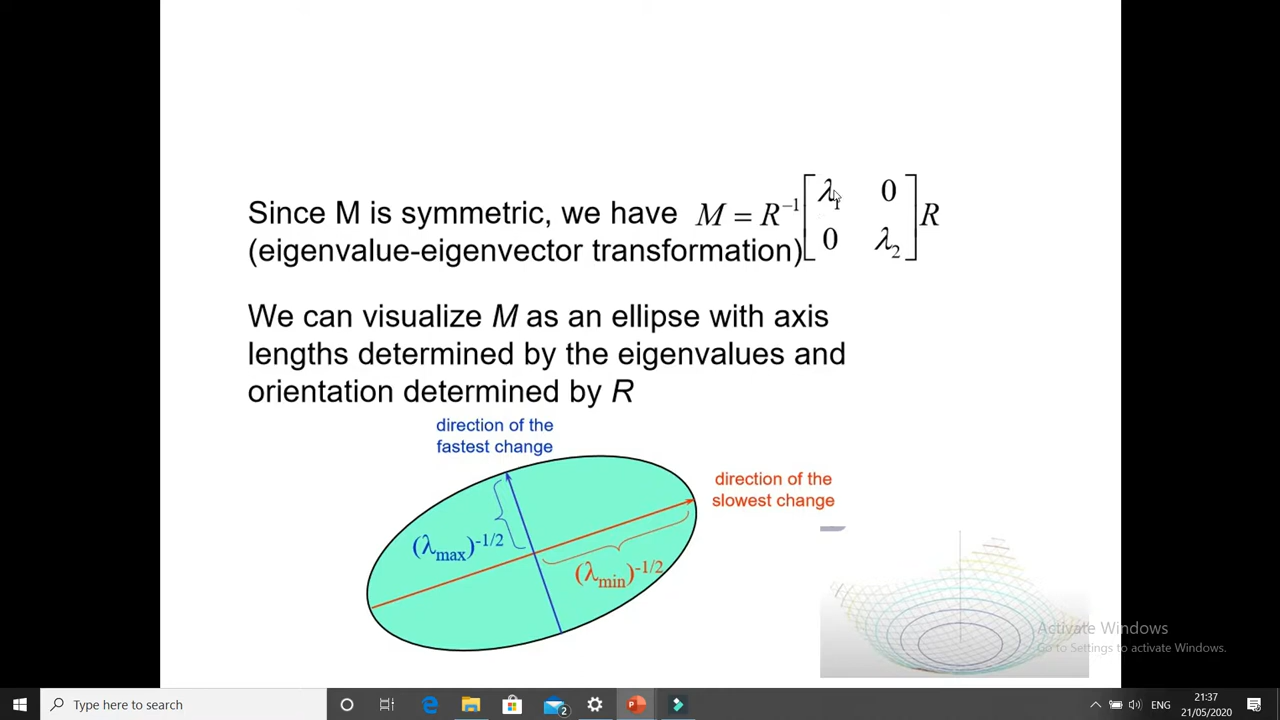 Since M is symmetric, we have M = R⁻¹ [λ₁ 0
0 λ₂] R
(eigenvalue-eigenvector transformation)
We can visualize M as an ellipse with axis
lengths determined by the eigenvalues and
orientation determined by R
direction of the
fastest change
direction of the
slowest change
(λmax)-1/2
(λmin)-1/2
Activate Windows
Go to Settings to activate Windows.
Type here to search
2
ENG
21:37
21/05/2020